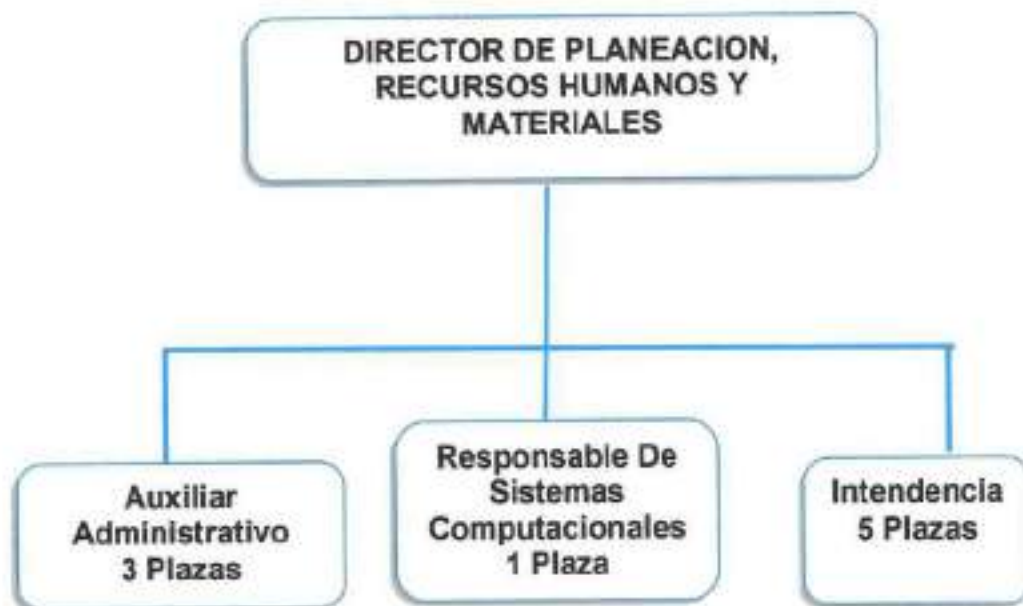 DIRECTOR DE PLANEACION,
RECURSOS HUMANOS Y
MATERIALES
Auxiliar
Administrativo
3 Plazas
Responsable De
Sistemas
Computacionales
1 Plaza
Intendencia
5 Plazas